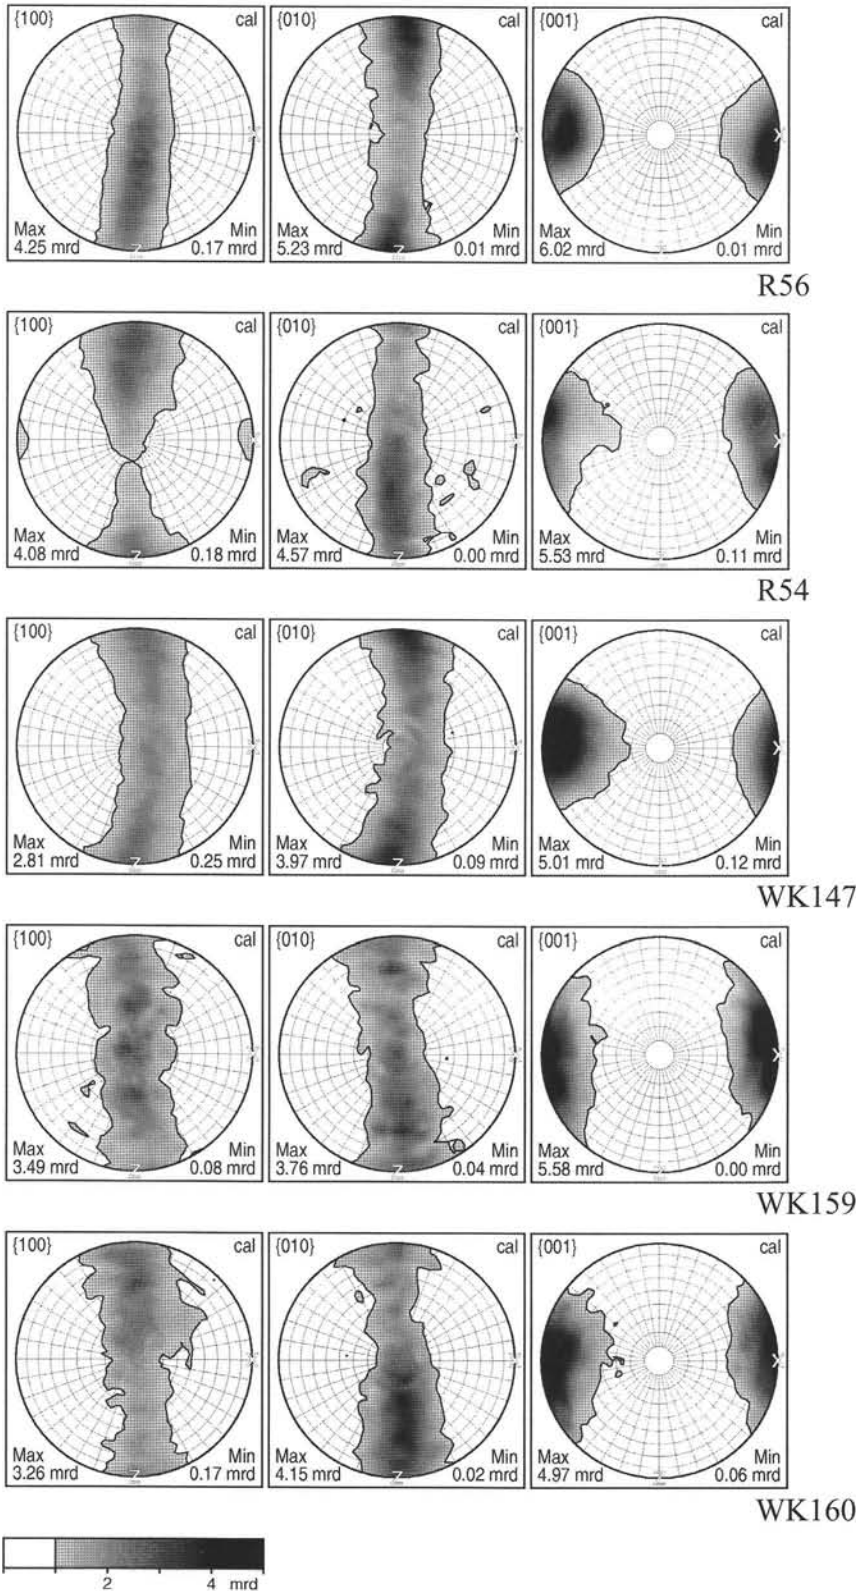 {100} cal {010} cal {001} cal
X X X
Max Min Max Min Max Min
4.25 mrd 0.17 mrd 5.23 mrd 0.01 mrd 6.02 mrd 0.01 mrd
Z Z Z
R56
{100} cal {010} cal {001} cal
X X X
Max Min Max Min Max Min
4.08 mrd 0.18 mrd 4.57 mrd 0.00 mrd 5.53 mrd 0.11 mrd
Z Z Z
R54
{100} cal {010} cal {001} cal
X X X
Max Min Max Min Max Min
2.81 mrd 0.25 mrd 3.97 mrd 0.09 mrd 5.01 mrd 0.12 mrd
Z Z Z
WK147
{100} cal {010} cal {001} cal
X X X
Max Min Max Min Max Min
3.49 mrd 0.08 mrd 3.76 mrd 0.04 mrd 5.58 mrd 0.00 mrd
Z Z Z
WK159
{100} cal {010} cal {001} cal
X X X
Max Min Max Min Max Min
3.26 mrd 0.17 mrd 4.15 mrd 0.02 mrd 4.97 mrd 0.06 mrd
Z Z Z
WK160
2 4 mrd